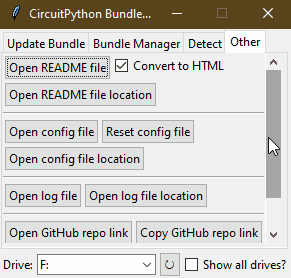 CircuitPython Bundle...
Update Bundle Bundle Manager Detect Other
Open README file Convert to HTML
Open README file location
Open config file Reset config file
Open config file location
Open log file Open log file location
Open GitHub repo link Copy GitHub repo link
Drive: F: Show all drives?